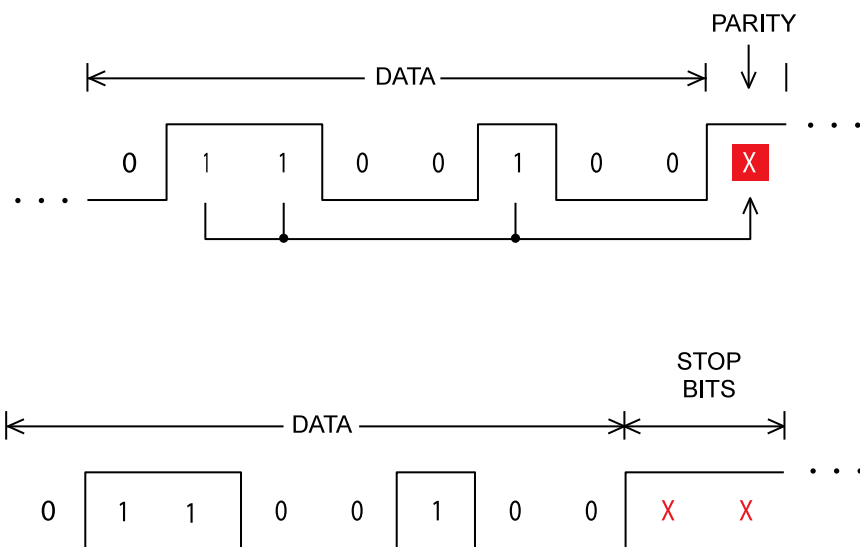 PARITY
DATA
0 1 1 0 0 1 0 0 X
STOP
BITS
DATA
0 1 1 0 0 1 0 0 X X